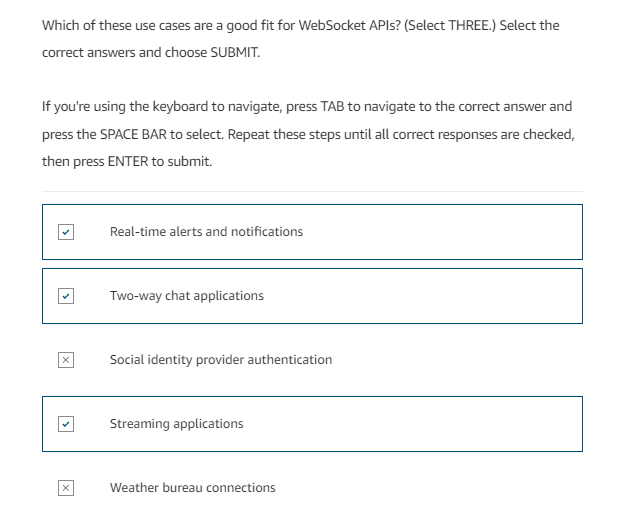 Which of these use cases are a good fit for WebSocket APIs? (Select THREE.) Select the
correct answers and choose SUBMIT.
If you're using the keyboard to navigate, press TAB to navigate to the correct answer and
press the SPACE BAR to select. Repeat these steps until all correct responses are checked,
then press ENTER to submit.
Real-time alerts and notifications
Two-way chat applications
Social identity provider authentication
Streaming applications
Weather bureau connections